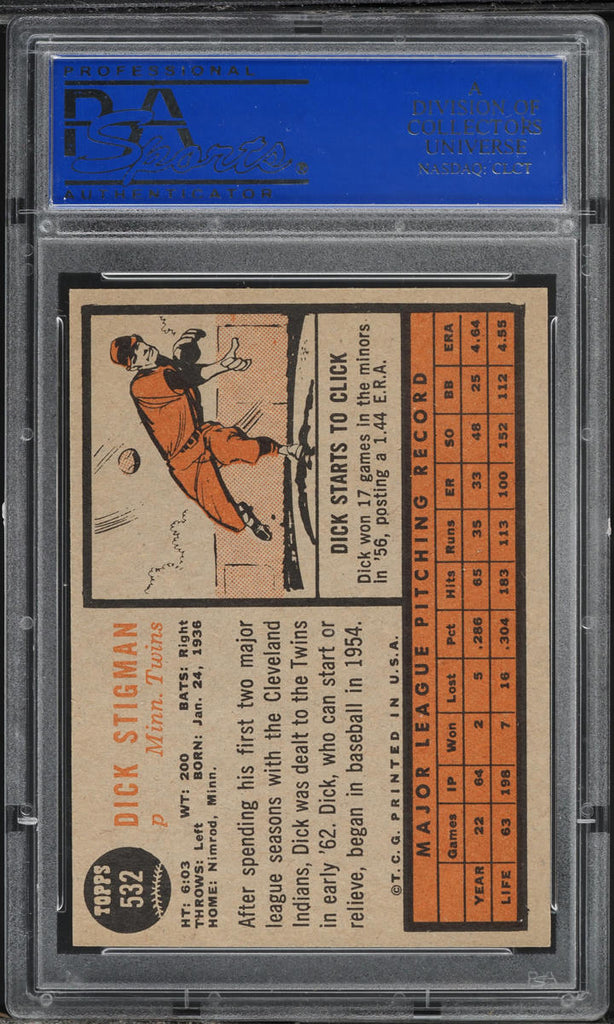 PROFESSIONAL
PSA
Sports ®
AUTHENTICATOR
A
DIVISION OF
COLLECTORS
UNIVERSE
NASDAQ: CLCT
TOPPS
532
DICK STIGMAN
p Minn. Twins
HT: 6:03 WT: 200 BATS: Right
THROWS: Left BORN: Jan. 24, 1936
HOME: Nimrod, Minn.
After spending his first two major
league seasons with the Cleveland
Indians, Dick was dealt to the Twins
in early '62. Dick, who can start or
relieve, began in baseball in 1954.
DICK STARTS TO CLICK
Dick won 17 games in the minors
in '56, posting a 1.44 E.R.A.
© T. C. G. PRINTED IN U.S.A.
MAJOR LEAGUE PITCHING RECORD
Games IP Won Lost Pct Hits Runs ER SO BB ERA
YEAR 22 64 2 5 .286 65 35 33 48 25 4.64
LIFE 63 198 7 16 .304 183 113 100 152 112 4.55
PSA